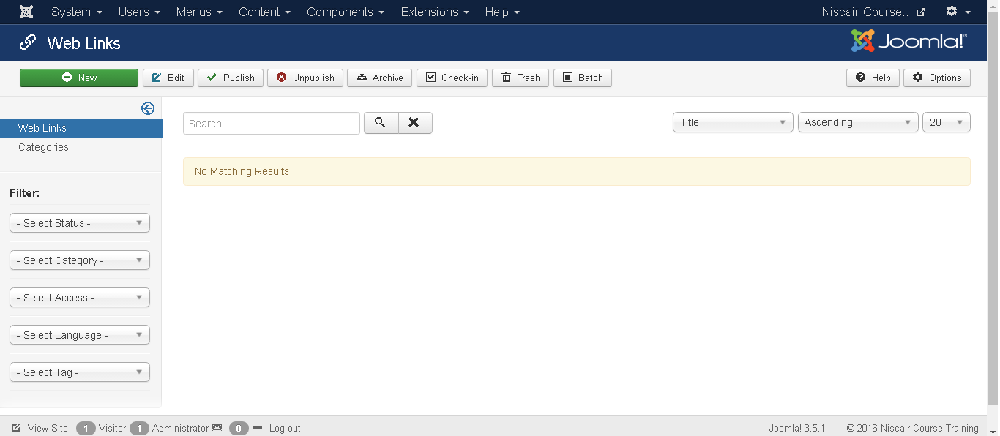 System Users Menus Content Components Extensions Help Niscair Course...
Web Links Joomla!®
New Edit Publish Unpublish Archive Check-in Trash Batch Help Options
Web Links
Categories
Search Title Ascending 20
No Matching Results
Filter:
- Select Status -
- Select Category -
- Select Access -
- Select Language -
- Select Tag -
View Site 1 Visitor 1 Administrator 0 Log out Joomla! 3.5.1 — © 2016 Niscair Course Training